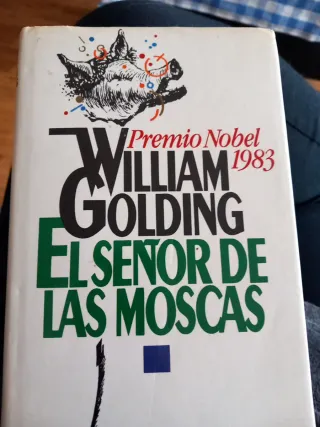 Premio Nobel
1983
WILLIAM
GOLDING
EL SEÑOR DE
LAS MOSCAS